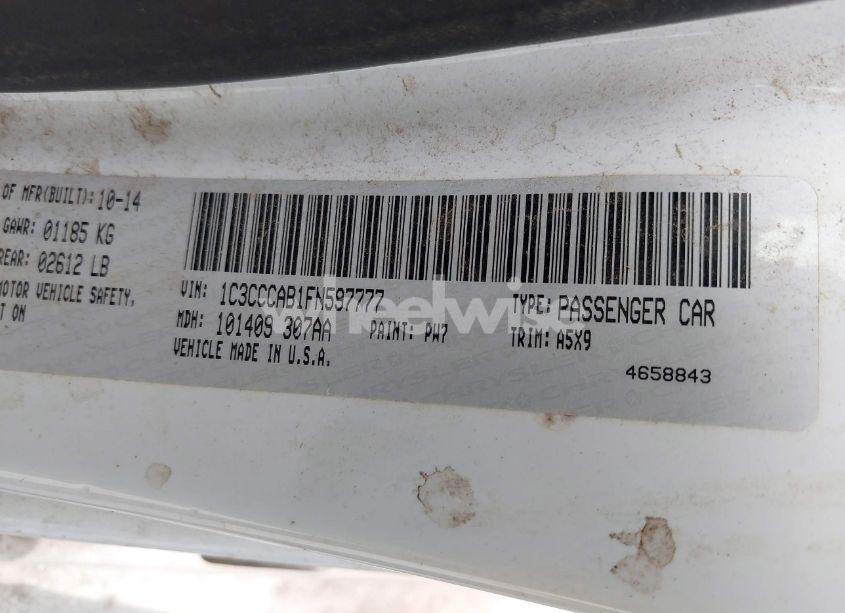 OF MFR(BUILT): 10-14
GAWR: 01185 KG
REAR: 02612 LB
MOTOR VEHICLE SAFETY,
T ON
VIN: 1C3CCCAB1FN597777
TYPE: PASSENGER CAR
MDH: 101409 307AA
PAINT: PW7
TRIM: A5X9
VEHICLE MADE IN U.S.A.
4658843
wheelwise